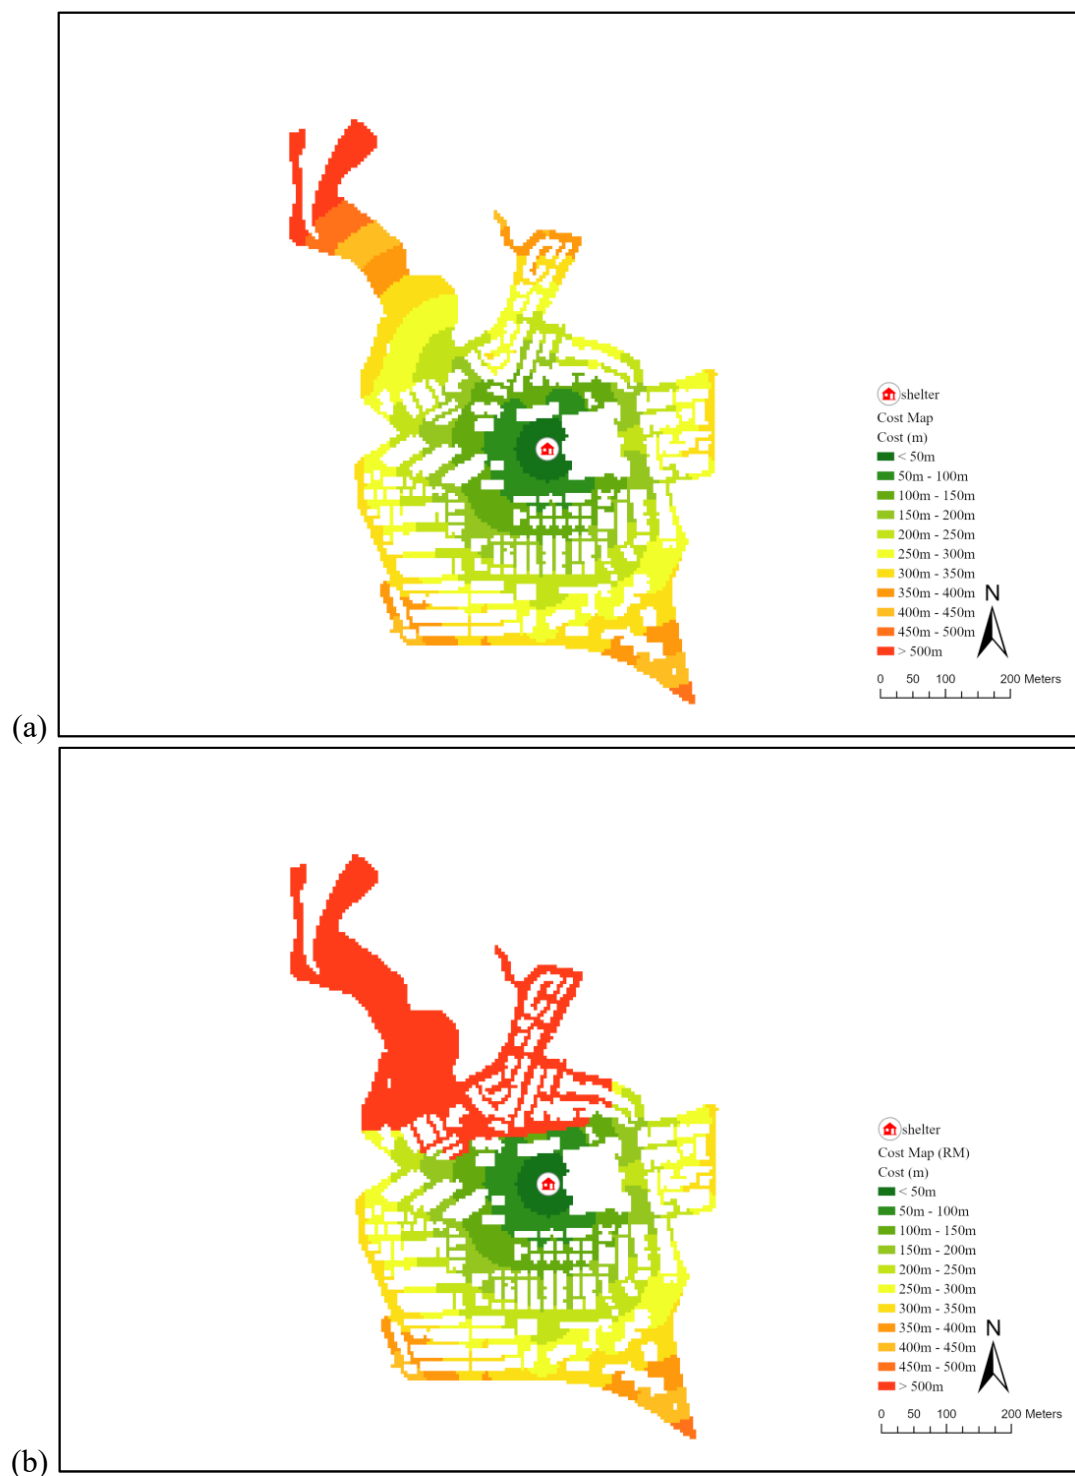 shelter
Cost Map
Cost (m)
< 50m
50m - 100m
100m - 150m
150m - 200m
200m - 250m
250m - 300m
300m - 350m
350m - 400m
400m - 450m
450m - 500m
> 500m
N
0 50 100 200 Meters
(a)
shelter
Cost Map (RM)
Cost (m)
< 50m
50m - 100m
100m - 150m
150m - 200m
200m - 250m
250m - 300m
300m - 350m
350m - 400m
400m - 450m
450m - 500m
> 500m
N
0 50 100 200 Meters
(b)